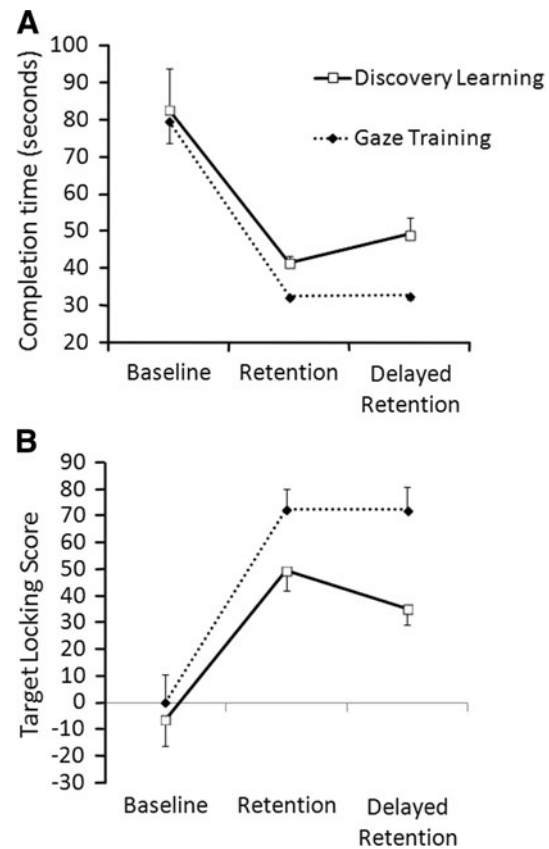 A
Completion time (seconds)
100
90
80
70
60
50
40
30
20
Discovery Learning
Gaze Training
Baseline
Retention
Delayed
Retention
B
Target Locking Score
90
80
70
60
50
40
30
20
10
0
-10
-20
-30
Baseline
Retention
Delayed
Retention